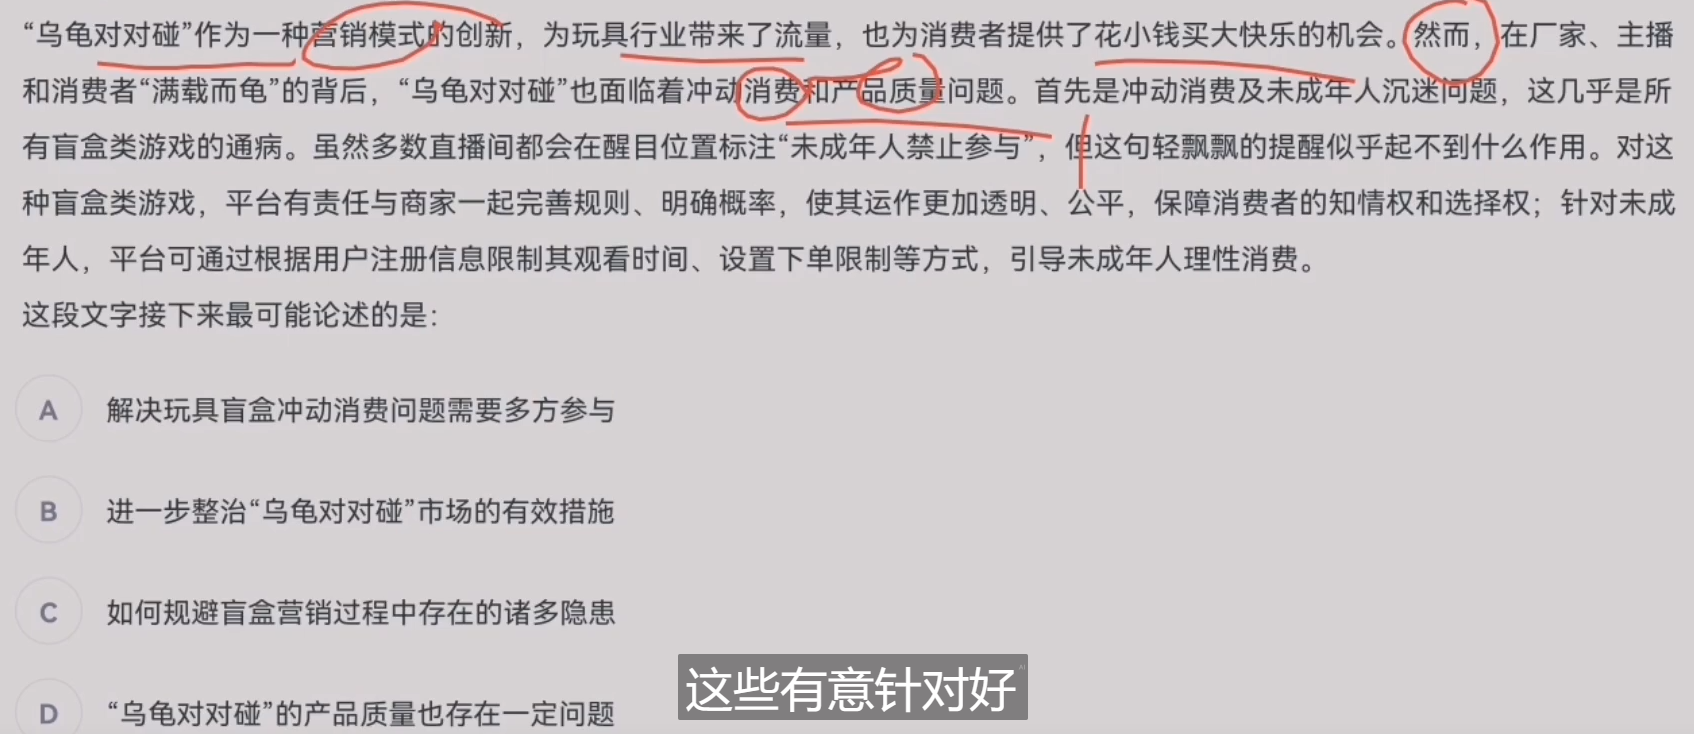 “乌龟对对碰”作为一种营销模式的创新，为玩具行业带来了流量，也为消费者提供了花小钱买大快乐的机会。然而，在厂家、主播
和消费者“满载而龟”的背后，“乌龟对对碰”也面临着冲动消费和产品质量问题。首先是冲动消费及未成年人沉迷问题，这几乎是所
有盲盒类游戏的通病。虽然多数直播间都会在醒目位置标注“未成年人禁止参与”，但这句轻飘飘的提醒似乎起不到什么作用。对这
种盲盒类游戏，平台有责任与商家一起完善规则、明确概率，使其运作更加透明、公平，保障消费者的知情权和选择权；针对未成
年人，平台可通过根据用户注册信息限制其观看时间、设置下单限制等方式，引导未成年人理性消费。
这段文字接下来最可能论述的是：
A 解决玩具盲盒冲动消费问题需要多方参与
B 进一步整治“乌龟对对碰”市场的有效措施
C 如何规避盲盒营销过程中存在的诸多隐患
D “乌龟对对碰”的产品质量也存在一定问题
这些有意针对好